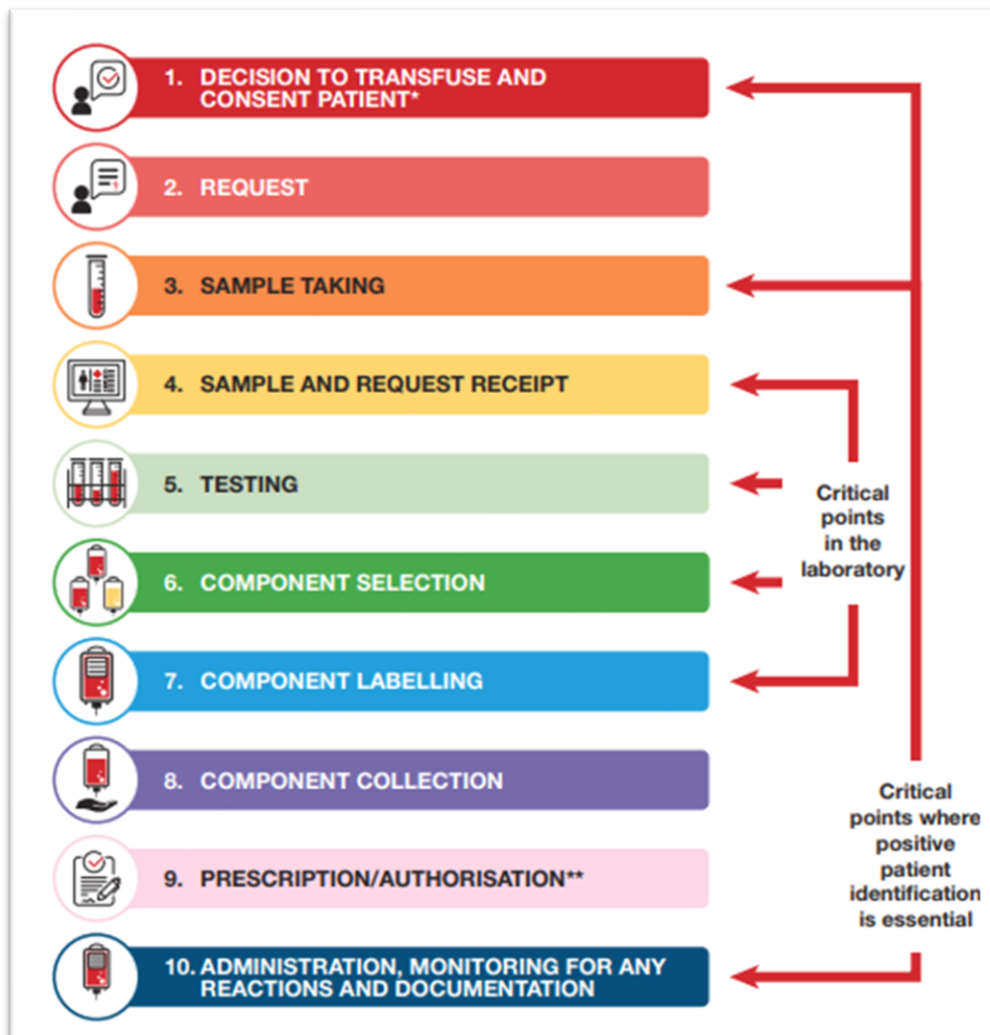 1. DECISION TO TRANSFUSE AND
CONSENT PATIENT*
2. REQUEST
3. SAMPLE TAKING
4. SAMPLE AND REQUEST RECEIPT
5. TESTING
6. COMPONENT SELECTION
7. COMPONENT LABELLING
8. COMPONENT COLLECTION
9. PRESCRIPTION/AUTHORISATION**
10. ADMINISTRATION, MONITORING FOR ANY
REACTIONS AND DOCUMENTATION
Critical
points
in the
laboratory
Critical
points where
positive
patient
identification
is essential